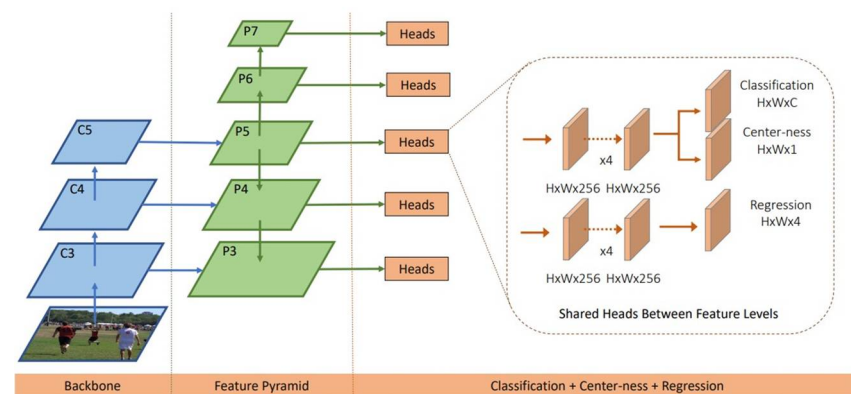 P7
Heads
P6
Heads
C5
P5
Heads
C4
P4
Heads
C3
P3
Heads
Classification
HxWxC
Center-ness
HxWx1
x4
HxWx256 HxWx256
Regression
HxWx4
x4
HxWx256 HxWx256
Shared Heads Between Feature Levels
Backbone
Feature Pyramid
Classification + Center-ness + Regression